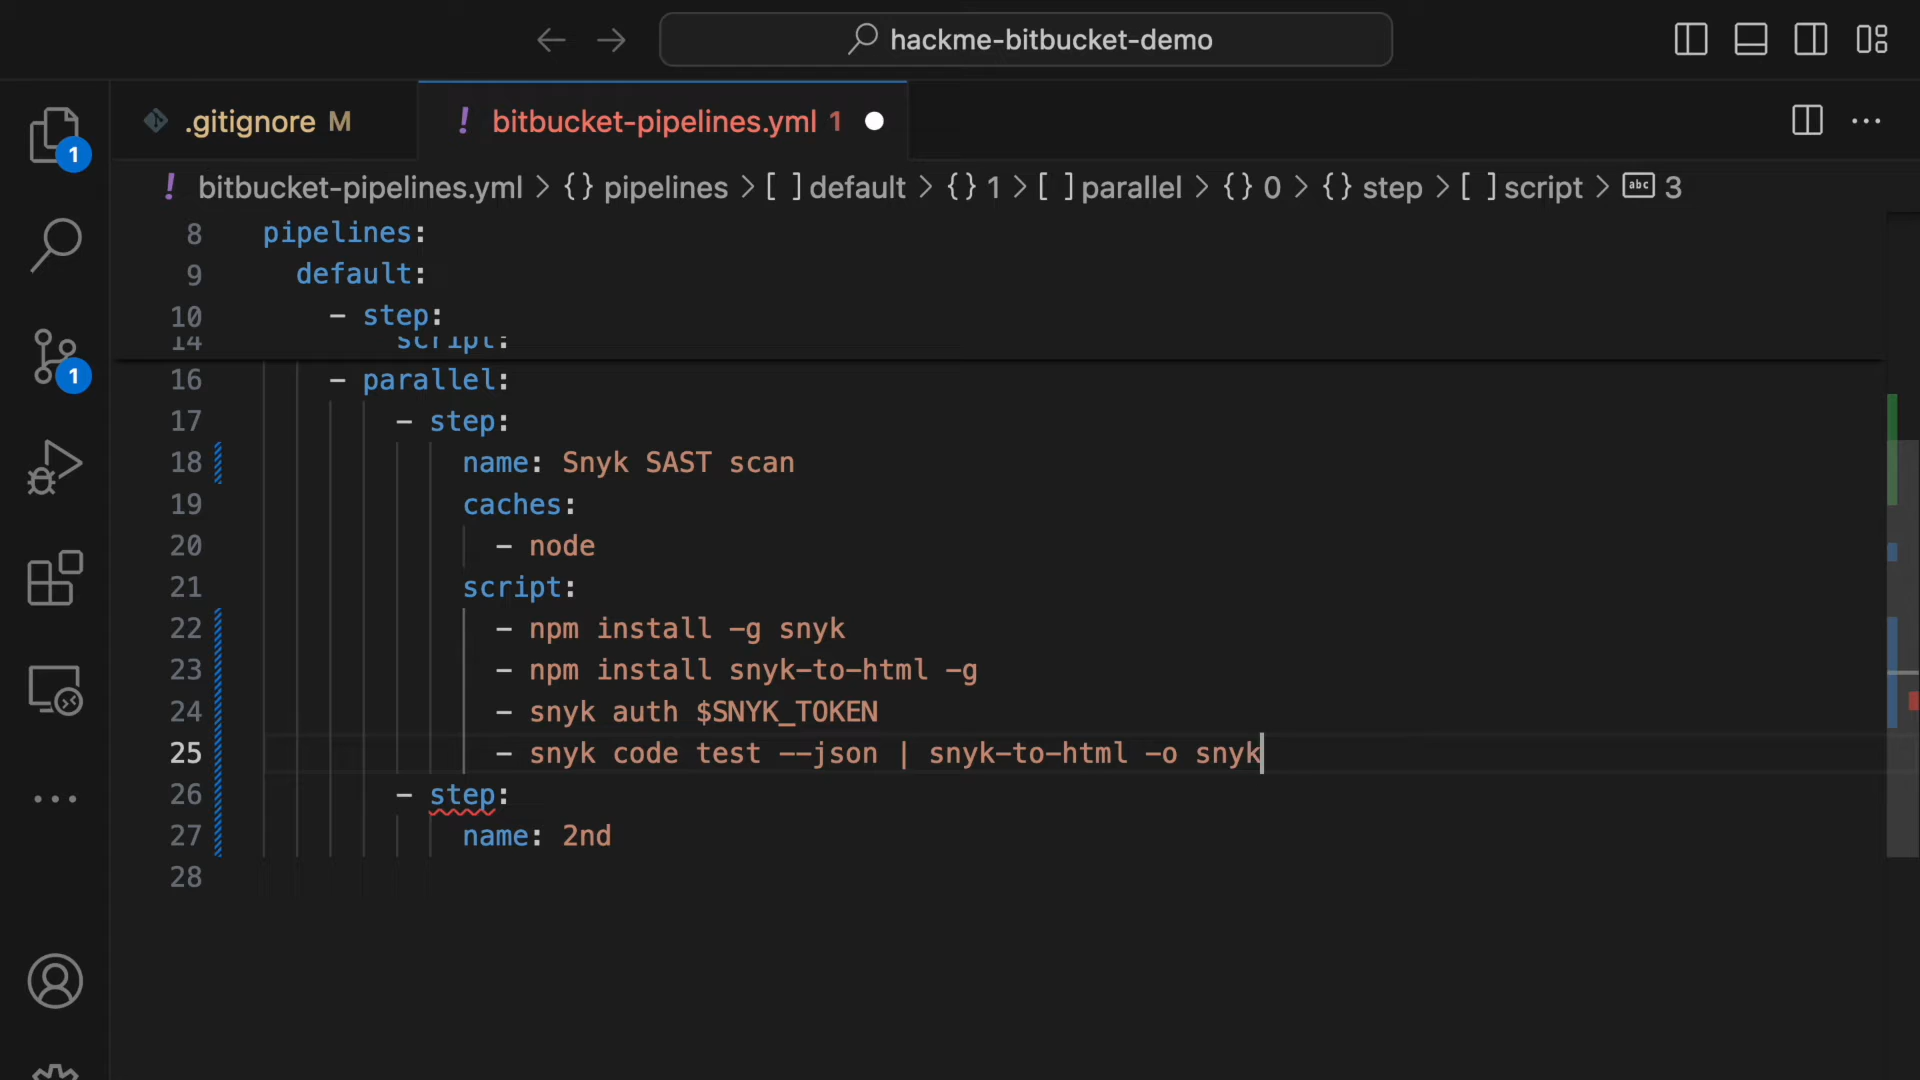 hackme-bitbucket-demo
.gitignore M
! bitbucket-pipelines.yml 1
! bitbucket-pipelines.yml > {} pipelines > [ ] default > {} 1 > [ ] parallel > {} 0 > {} step > [ ] script > abc 3
8 pipelines:
9 default:
10 - step:
14 script:
16 - parallel:
17 - step:
18 name: Snyk SAST scan
19 caches:
20 - node
21 script:
22 - npm install -g snyk
23 - npm install snyk-to-html -g
24 - snyk auth $SNYK_TOKEN
25 - snyk code test --json | snyk-to-html -o snyk
26 - step:
27 name: 2nd
28
1
1